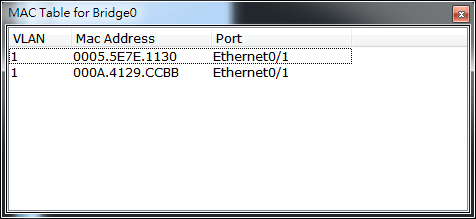 MAC Table for Bridge0
VLAN Mac Address Port
1 0005.5E7E.1130 Ethernet0/1
1 000A.4129.CCBB Ethernet0/1